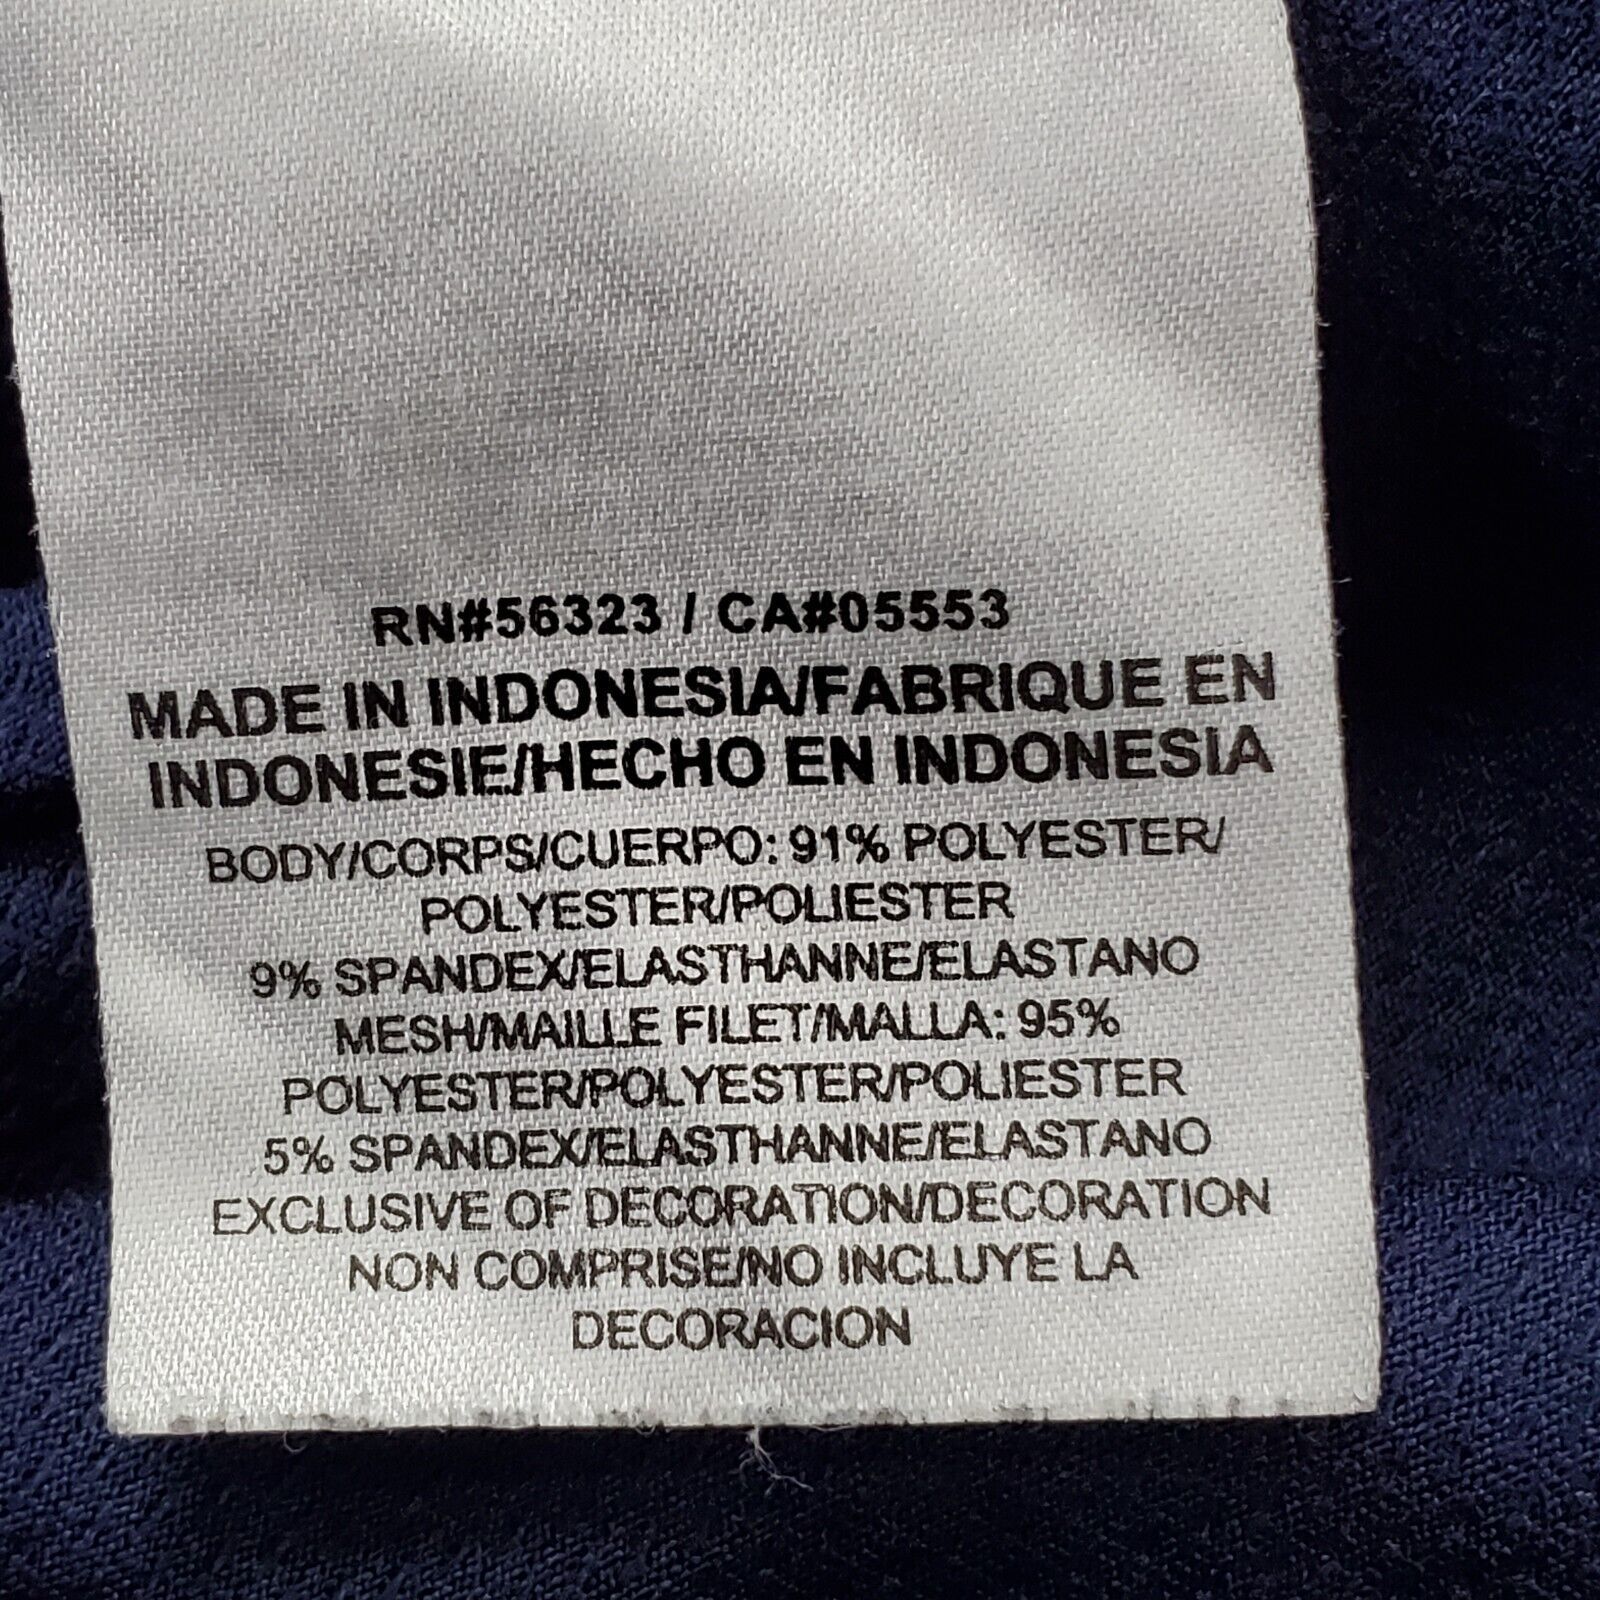 RN#56323 / CA#05553
MADE IN INDONESIA/FABRIQUE EN
INDONESIE/HECHO EN INDONESIA
BODY/CORPS/CUERPO: 91% POLYESTER/
POLYESTER/POLIESTER
9% SPANDEX/ELASTHANNE/ELASTANO
MESH/MAILLE FILET/MALLA: 95%
POLYESTER/POLYESTER/POLIESTER
5% SPANDEX/ELASTHANNE/ELASTANO
EXCLUSIVE OF DECORATION/DECORATION
NON COMPRISE/NO INCLUYE LA
DECORACION